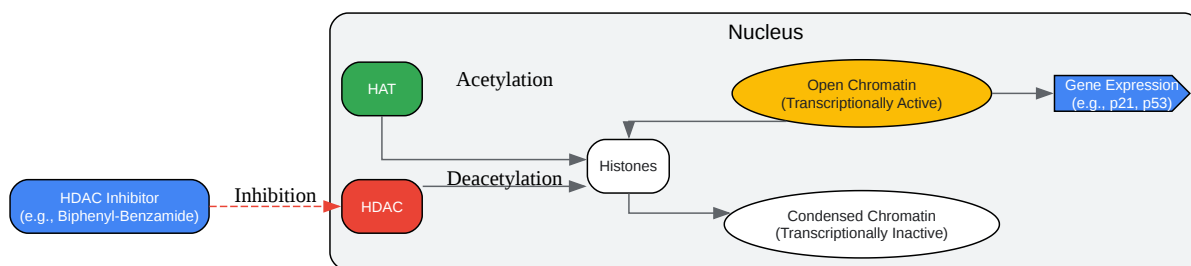 Nucleus
HAT
Acetylation
Open Chromatin
(Transcriptionally Active)
Gene Expression
(e.g., p21, p53)
Histones
HDAC Inhibitor
(e.g., Biphenyl-Benzamide)
Inhibition
HDAC
Deacetylation
Condensed Chromatin
(Transcriptionally Inactive)